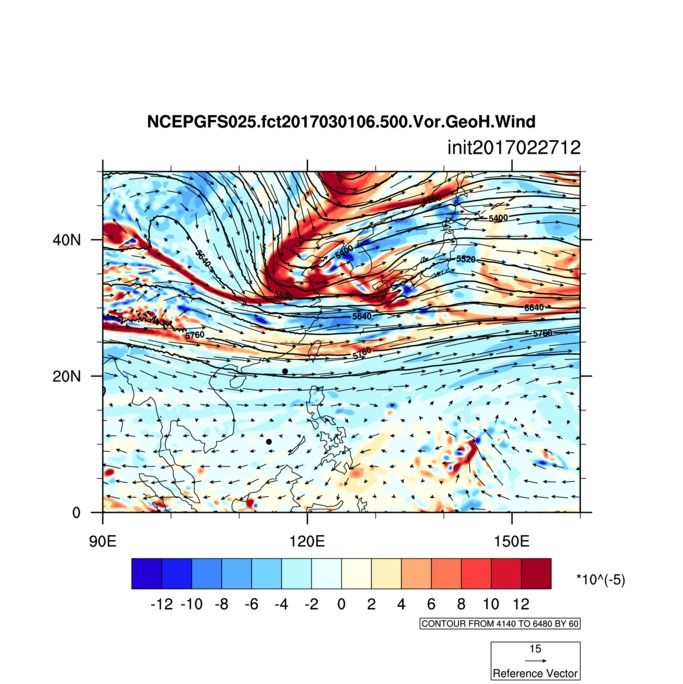 NCEPGFS025.fct2017030106.500.Vor.GeoH.Wind
init2017022712
40N
20N
0
90E 120E 150E
5640
5760
5400
5520
5640
5760
5640
5760
-12 -10 -8 -6 -4 -2 0 2 4 6 8 10 12
*10^(-5)
CONTOUR FROM 4140 TO 6480 BY 60
15
Reference Vector